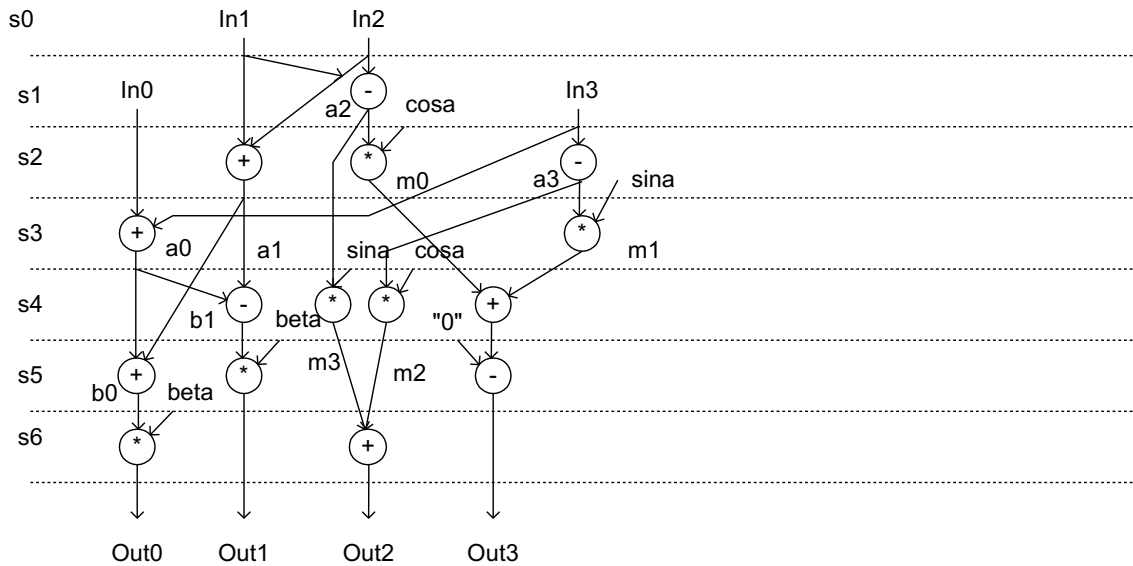 s0 In1 In2
s1 In0 - In3
a2 cosa
s2 + * -
m0 a3 sina
s3 + *
a0 a1 sina cosa m1
s4 - * * +
b1 beta "0"
s5 + * m3 m2 -
b0 beta
s6 * +
Out0 Out1 Out2 Out3